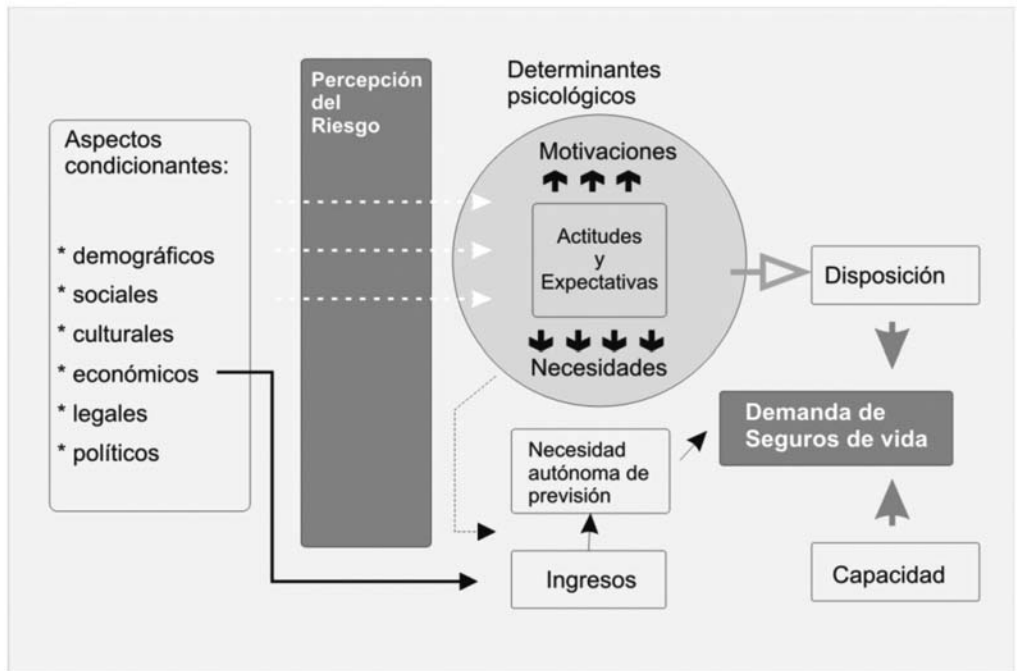 Aspectos
condicionantes:
* demográficos
* sociales
* culturales
* económicos
* legales
* políticos
Percepción
del
Riesgo
Determinantes
psicológicos
Motivaciones
Actitudes
y
Expectativas
Necesidades
Disposición
Demanda de
Seguros de vida
Necesidad
autónoma de
previsión
Ingresos
Capacidad